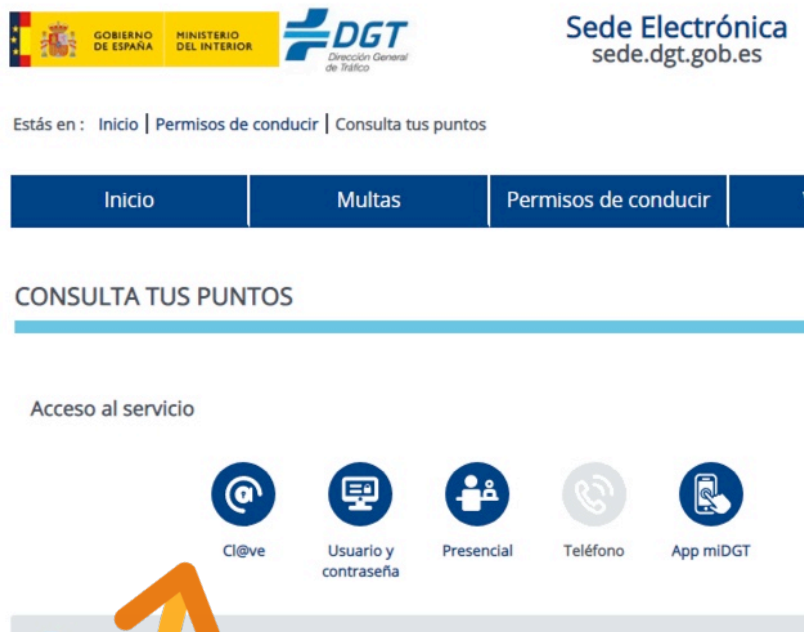 GOBIERNO DE ESPAÑA
MINISTERIO DEL INTERIOR
DGT
Dirección General de Tráfico
Sede Electrónica
sede.dgt.gob.es
Estás en : Inicio | Permisos de conducir | Consulta tus puntos
Inicio Multas Permisos de conducir
CONSULTA TUS PUNTOS
Acceso al servicio
Cl@ve
Usuario y
contraseña
Presencial
Teléfono
App miDGT